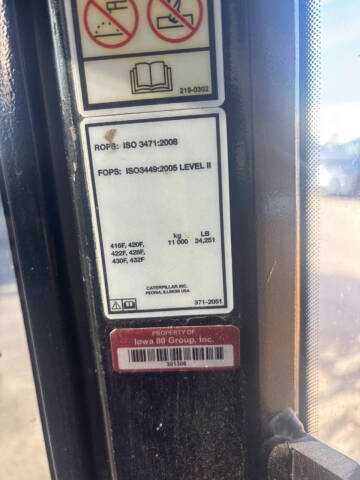 219-0302
ROPS: ISO 3471:2008
FOPS: ISO3449:2005 LEVEL II
kg LB
416F, 420F, 11 000 24,251
422F, 428F,
430F, 432F
CATERPILLAR INC.
PEORIA, ILLINOIS USA
371-2061
PROPERTY OF
Iowa 80 Group, Inc.
301306